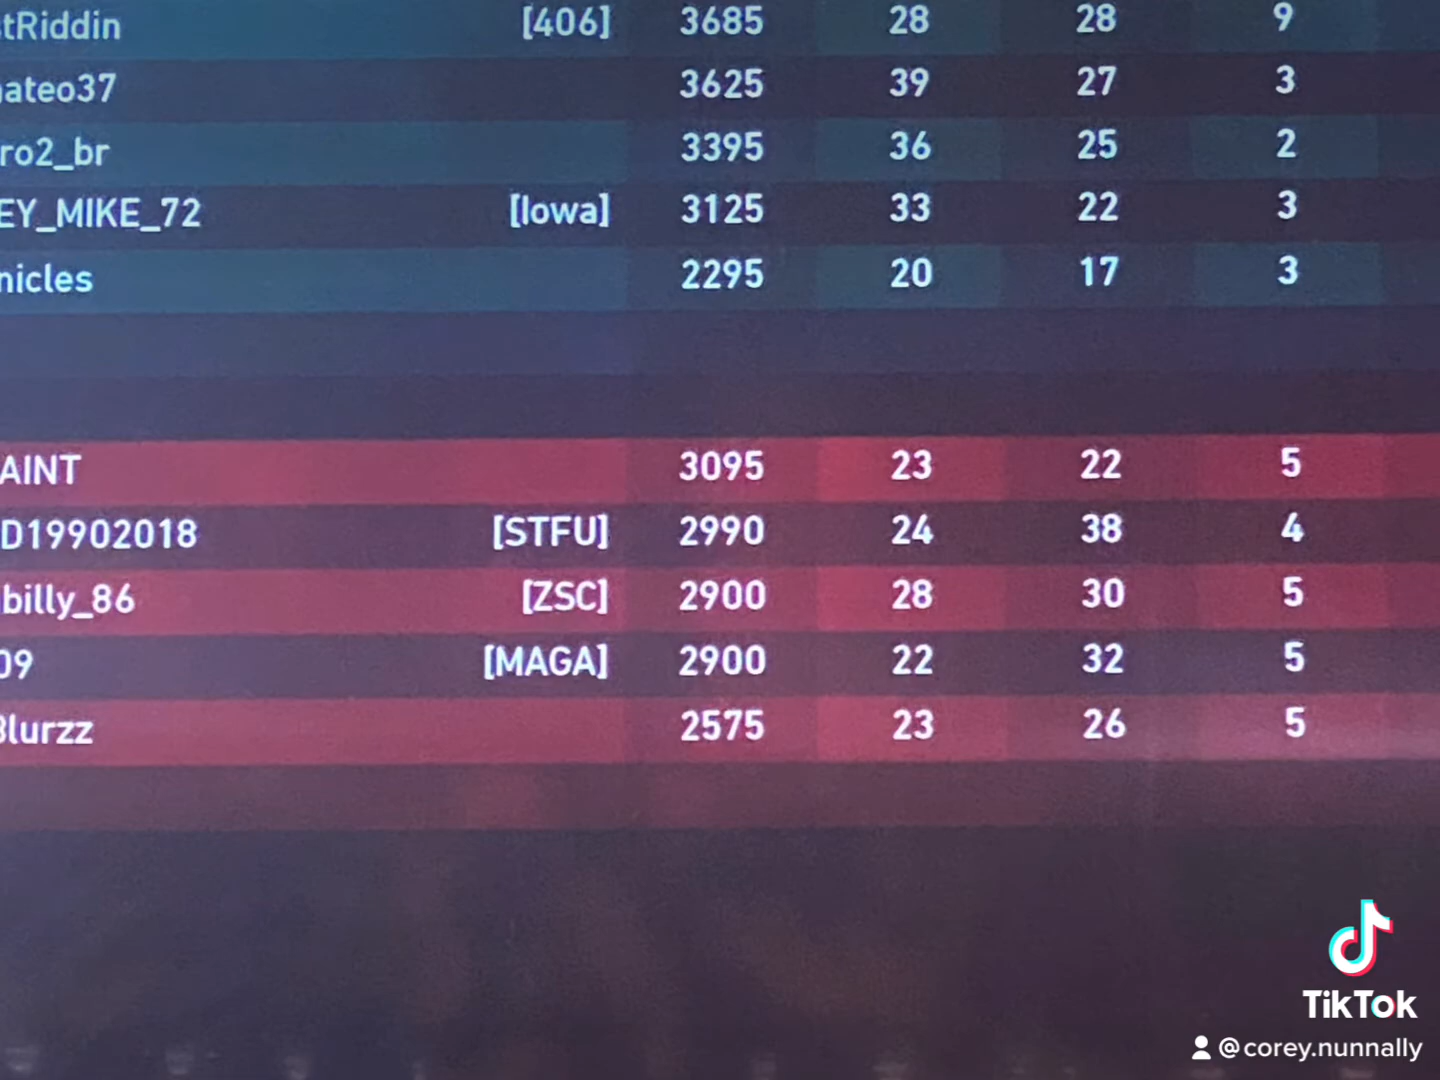 tRiddin [406] 3685 28 28 9
ateo37 3625 39 27 3
ro2_br 3395 36 25 2
EY_MIKE_72 [Iowa] 3125 33 22 3
nicles 2295 20 17 3
AINT 3095 23 22 5
D19902018 [STFU] 2990 24 38 4
billy_86 [ZSC] 2900 28 30 5
09 [MAGA] 2900 22 32 5
Blurzz 2575 23 26 5
TikTok
@corey.nunnally